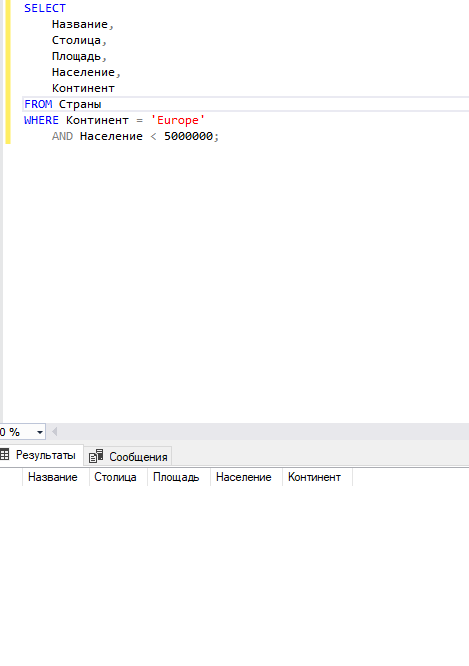 SELECT
Название,
Столица,
Площадь,
Население,
Континент
FROM Страны
WHERE Континент = 'Europe'
AND Население < 5000000;
0 %
Результаты Сообщения
Название Столица Площадь Население Континент